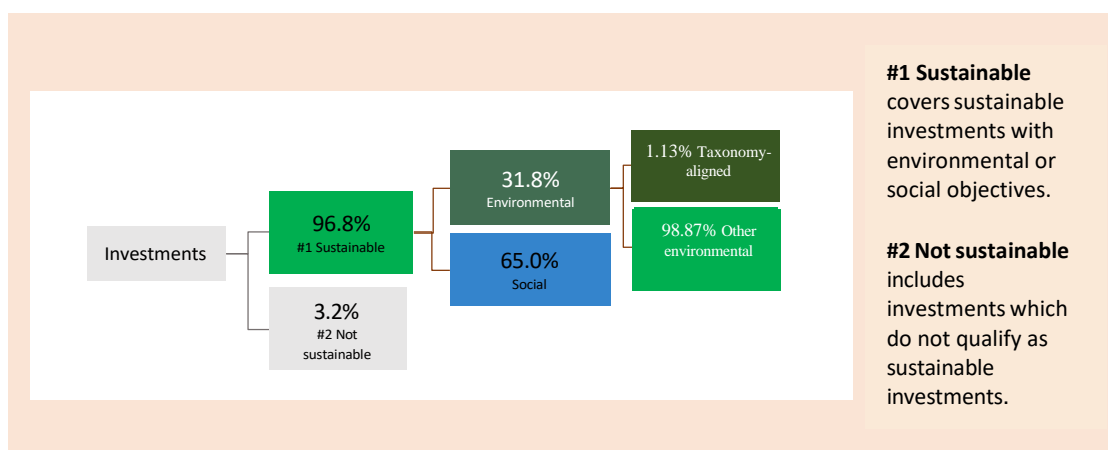 Investments
96.8%
#1 Sustainable
3.2%
#2 Not
sustainable
31.8%
Environmental
65.0%
Social
1.13% Taxonomy-
aligned
98.87% Other
environmental
#1 Sustainable
covers sustainable
investments with
environmental or
social objectives.
#2 Not sustainable
includes
investments which
do not qualify as
sustainable
investments.